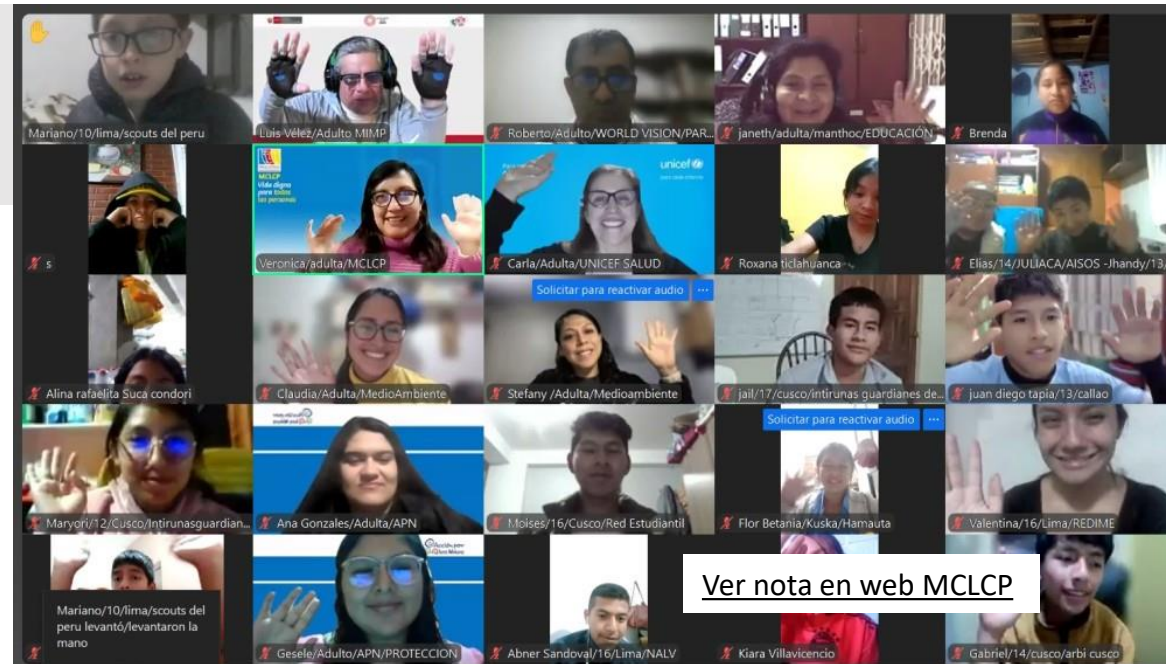 Mariano/10/lima/scouts del peru
Luis Vélez/Adulto MIMP
Roberto/Adulto/WORLD VISION/PAR...
janeth/adulta/manthoc/EDUCACIÓN
Brenda
s
MCLCP
Vida digna
para todas
las personas
Veronica/adulta/MCLCP
unicef
para cada infancia
Carla/Adulta/UNICEF SALUD
Roxana ticlahuanca
Elias/14/JULIACA/AISOS -Jhandy/13
Alina rafaelita Suca condori
Claudia/Adulta/MedioAmbiente
Solicitar para reactivar audio ...
Stefany /Adulta/Medioambiente
jail/17/cusco/intirunas guardianes de...
juan diego tapia/13/callao
Maryori/12/Cusco/Intirunasguardian...
Ana Gonzales/Adulta/APN
Moises/16/Cusco/Red Estudiantil
Solicitar para reactivar audio ...
Flor Betania/Kuska/Hamauta
Valentina/16/Lima/REDIME
Mariano/10/lima/scouts del
peru levantó/levantaron la
mano
Gesele/Adulto/APN/PROTECCION
Abner Sandoval/16/Lima/NALV
Kiara Villavicencio
Gabriel/14/cusco/arbi cusco
Ver nota en web MCLCP